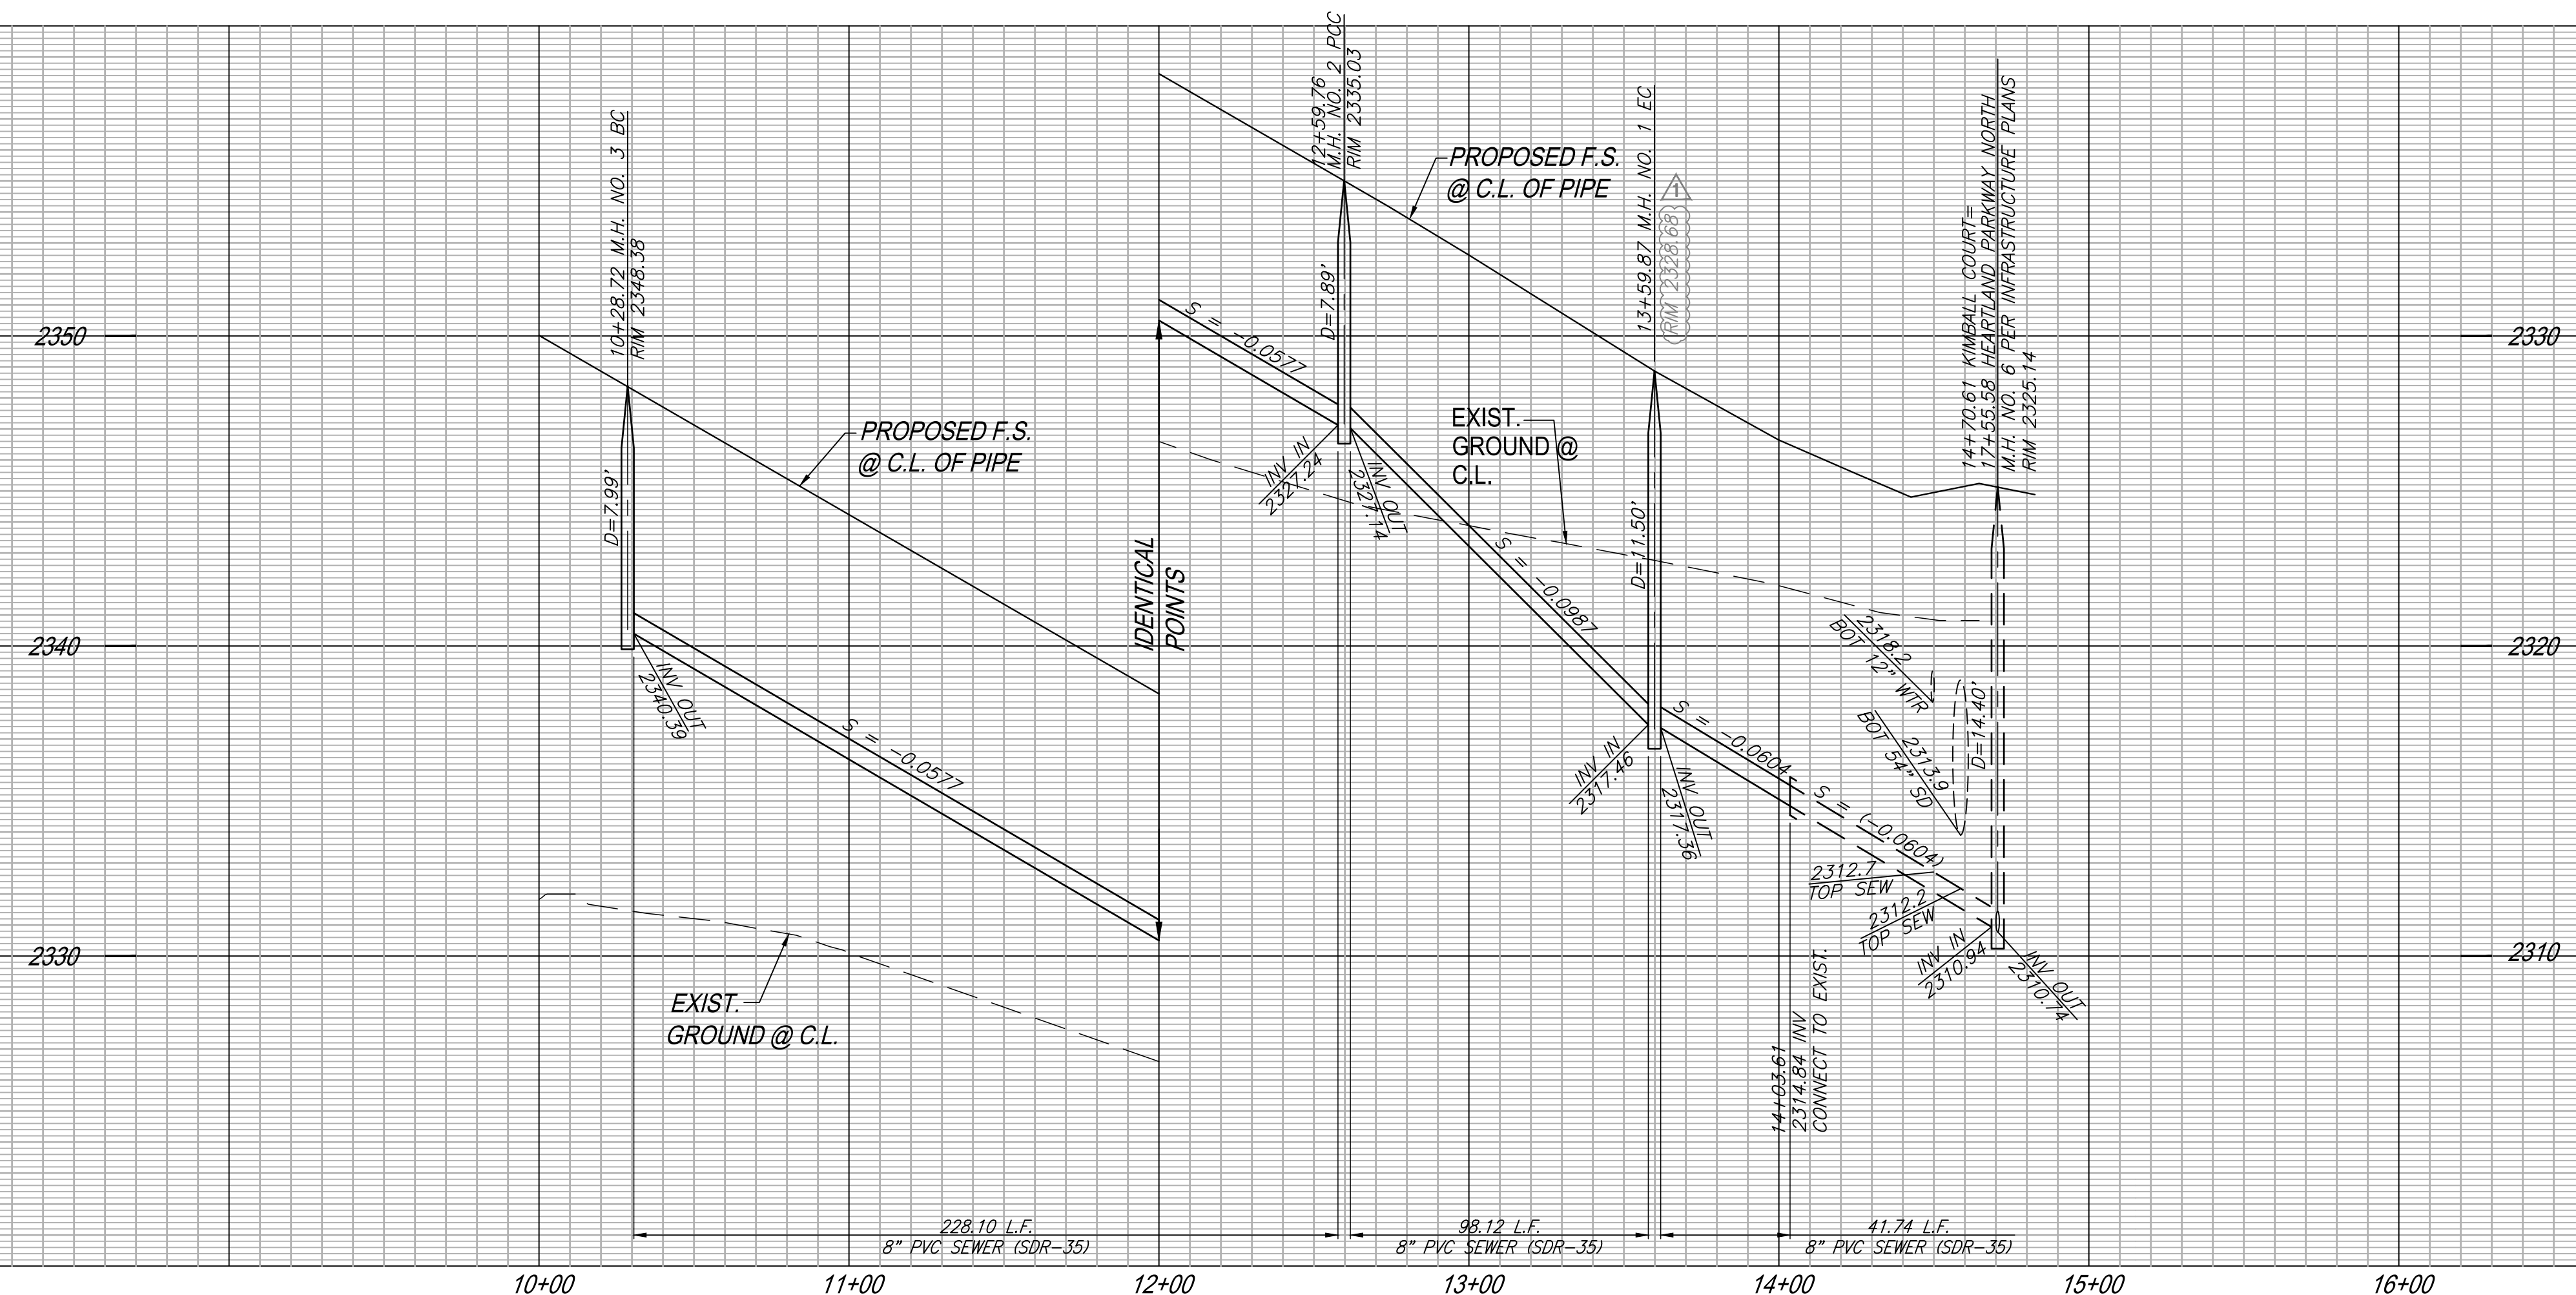 10+28.72 M.H. NO. 3 BC
RIM 2348.38
12+59.76
M.H. NO. 2 PCC
RIM 2335.03
13+59.87 M.H. NO. 1 EC
RIM 2328.68
1
14+70.61 KIMBALL COURT=
17+55.58 HEARTLAND PARKWAY NORTH
M.H. NO. 6 PER INFRASTRUCTURE PLANS
RIM 2325.14
PROPOSED F.S.
@ C.L. OF PIPE
PROPOSED F.S.
@ C.L. OF PIPE
2350
2340
2330
2330
2320
2310
D=7.99'
D=7.89'
D=11.50'
D=14.40'
S = -0.0577
S = -0.0577
S = -0.0987
S = -0.0604
S = (-0.0604)
IDENTICAL
POINTS
EXIST.
GROUND @
C.L.
EXIST.
GROUND @ C.L.
INV OUT
2340.39
INV IN
2327.24
INV OUT
2327.14
INV IN
2317.46
INV OUT
2317.36
2318.2
BOT 12" WTR
2313.9
BOT 54" SD
2312.7
TOP SEW
2312.2
TOP SEW
INV IN
2310.94
INV OUT
2310.74
14+03.61
2314.84 INV
CONNECT TO EXIST.
228.10 L.F.
8" PVC SEWER (SDR-35)
98.12 L.F.
8" PVC SEWER (SDR-35)
41.74 L.F.
8" PVC SEWER (SDR-35)
10+00
11+00
12+00
13+00
14+00
15+00
16+00